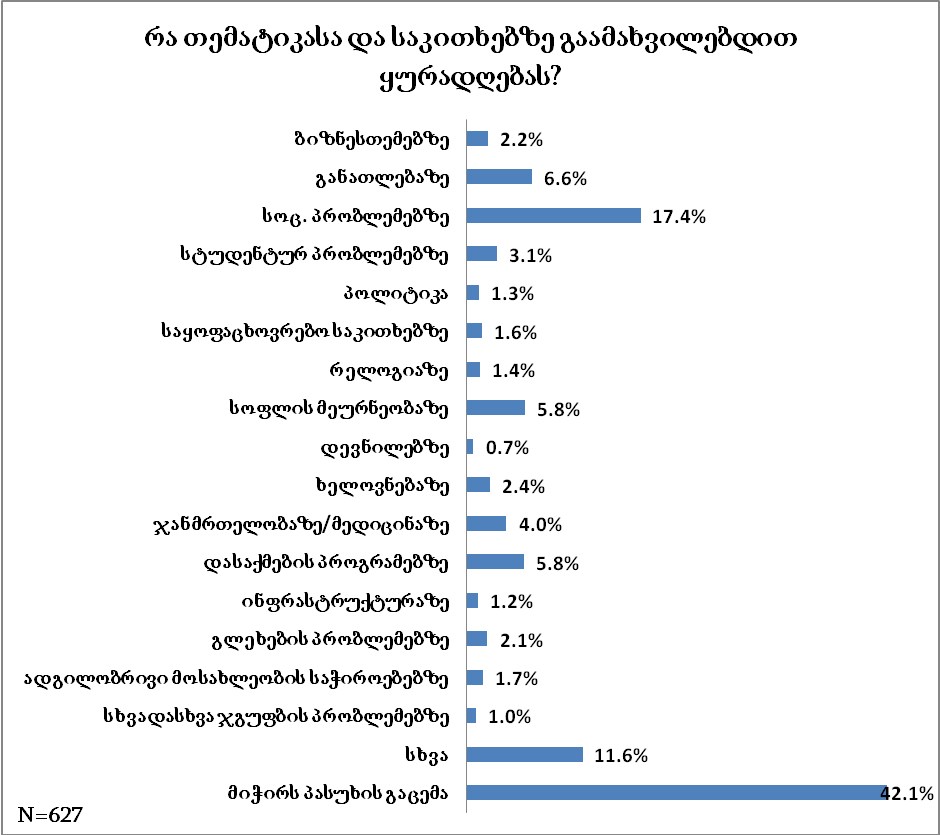 რა თემატიკასა და საკითხებზე გაამახვილებდით
ყურადღებას?
ბიზნესთემებზე 2.2%
განათლებაზე 6.6%
სოც. პრობლემებზე 17.4%
სტუდენტურ პრობლემებზე 3.1%
პოლიტიკა 1.3%
საყოფაცხოვრებო საკითხებზე 1.6%
რელოგიაზე 1.4%
სოფლის მეურნეობაზე 5.8%
დევნილებზე 0.7%
ხელოვნებაზე 2.4%
ჯანმრთელობაზე/მედიცინაზე 4.0%
დასაქმების პროგრამებზე 5.8%
ინფრასტრუქტურაზე 1.2%
გლეხების პრობლემებზე 2.1%
ადგილობრივი მოსახლეობის საჭიროებებზე 1.7%
სხვადასხვა ჯგუფბის პრობლემებზე 1.0%
სხვა 11.6%
მიჭირს პასუხის გაცემა 42.1%
N=627